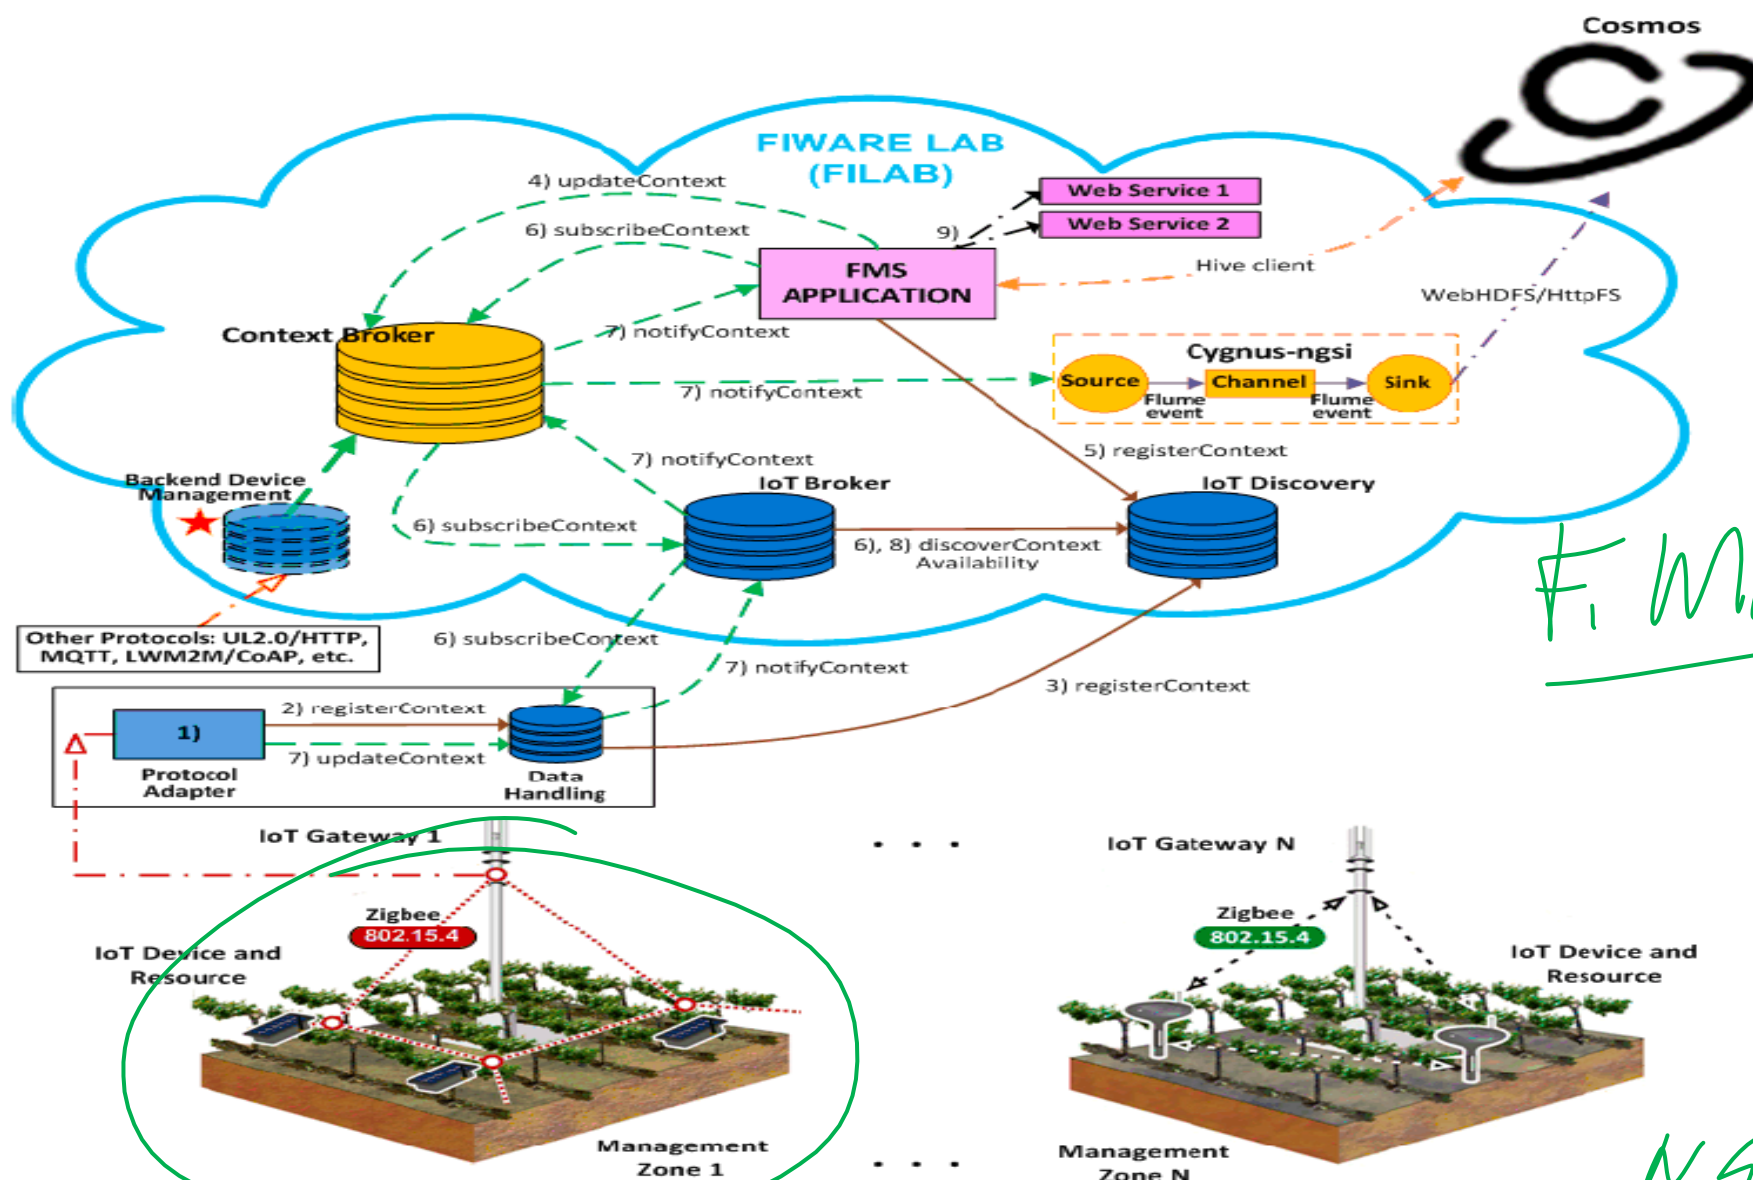 Cosmos
FIWARE LAB
(FILAB)
4) updateContext
Web Service 1
6) subscribeContext
9)
Web Service 2
FMS
APPLICATION
Hive client
WebHDFS/HttpFS
Context Broker
7) notifyContext
Cygnus-ngsi
Source
Channel
Sink
7) notifyContext
Flume
event
Flume
event
7) notifyContext
5) registerContext
Backend Device
Management
IoT Broker
IoT Discovery
6) subscribeContext
6), 8) discoverContext
Availability
Other Protocols: UL2.0/HTTP,
MQTT, LWM2M/CoAP, etc.
6) subscribeContext
7) notifyContext
3) registerContext
2) registerContext
1)
7) updateContext
Protocol
Adapter
Data
Handling
IoT Gateway 1
. . .
IoT Gateway N
Zigbee
802.15.4
Zigbee
802.15.4
IoT Device and
Resource
IoT Device and
Resource
Management
Zone 1
. . .
Management
Zone N